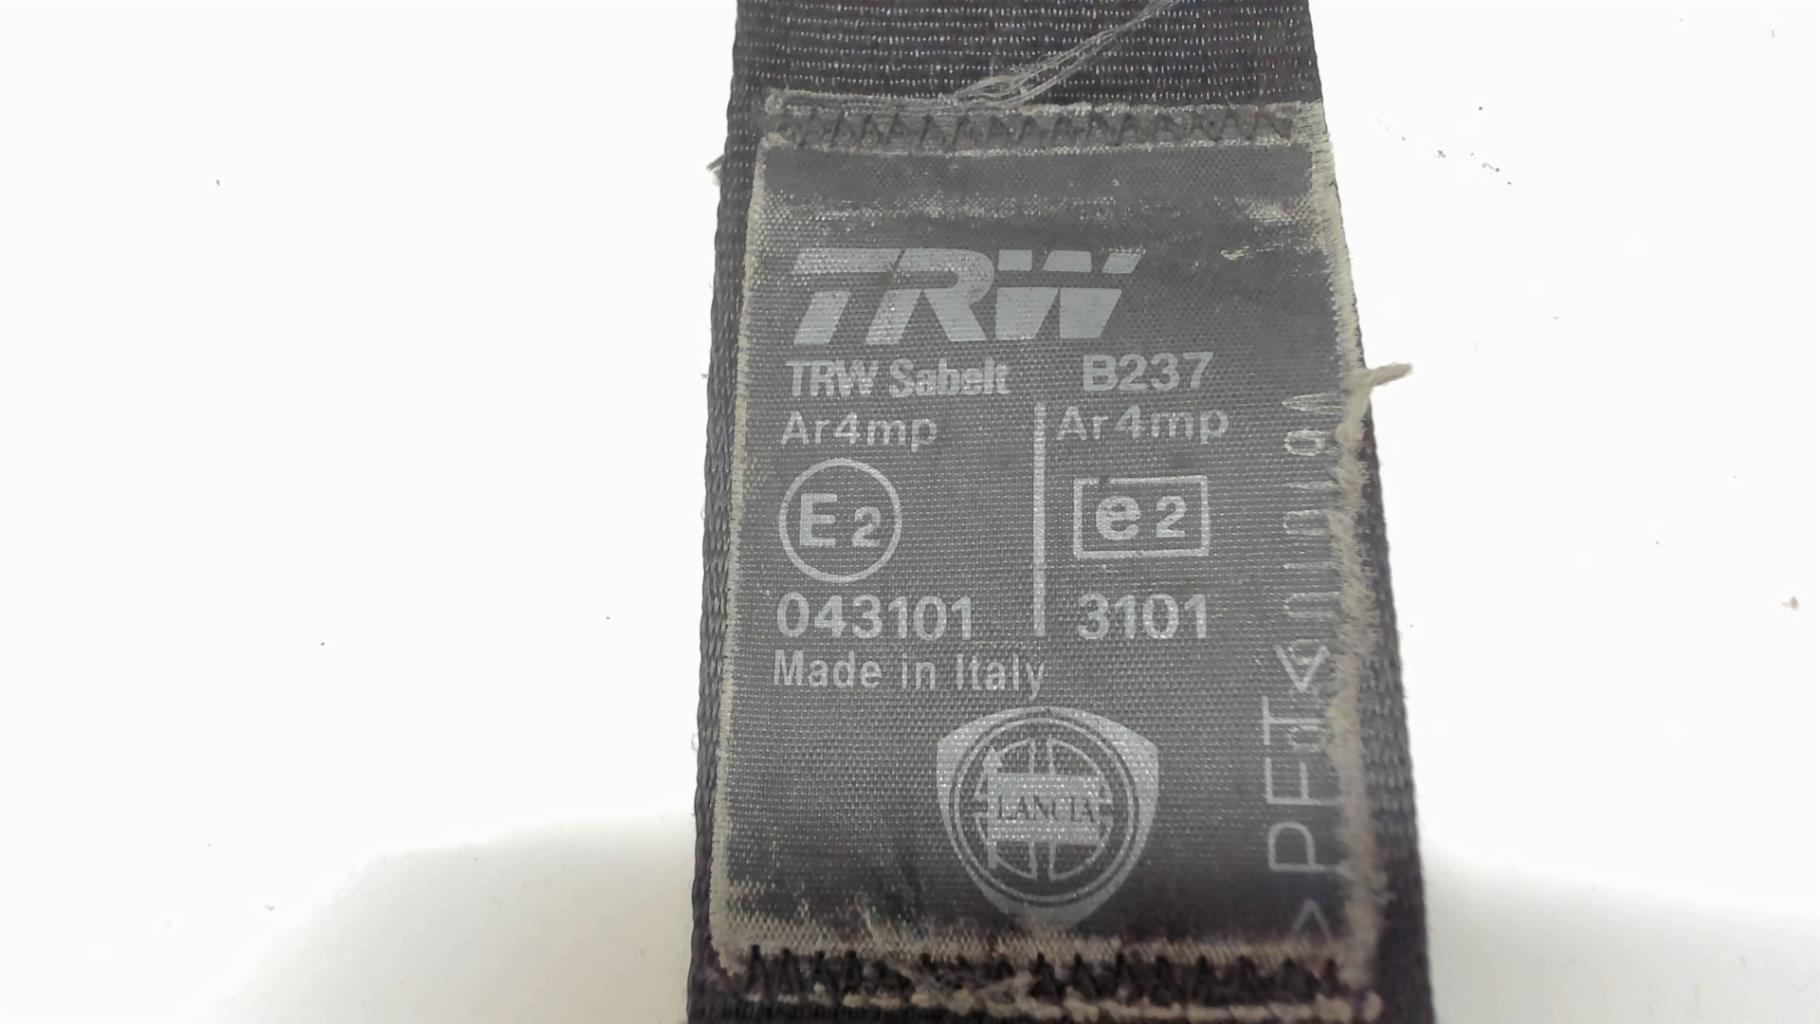 TRW
TRW Sabelt B237
Ar4mp Ar4mp
E2 e2
043101 3101
Made in Italy
LANCIA
>PET<